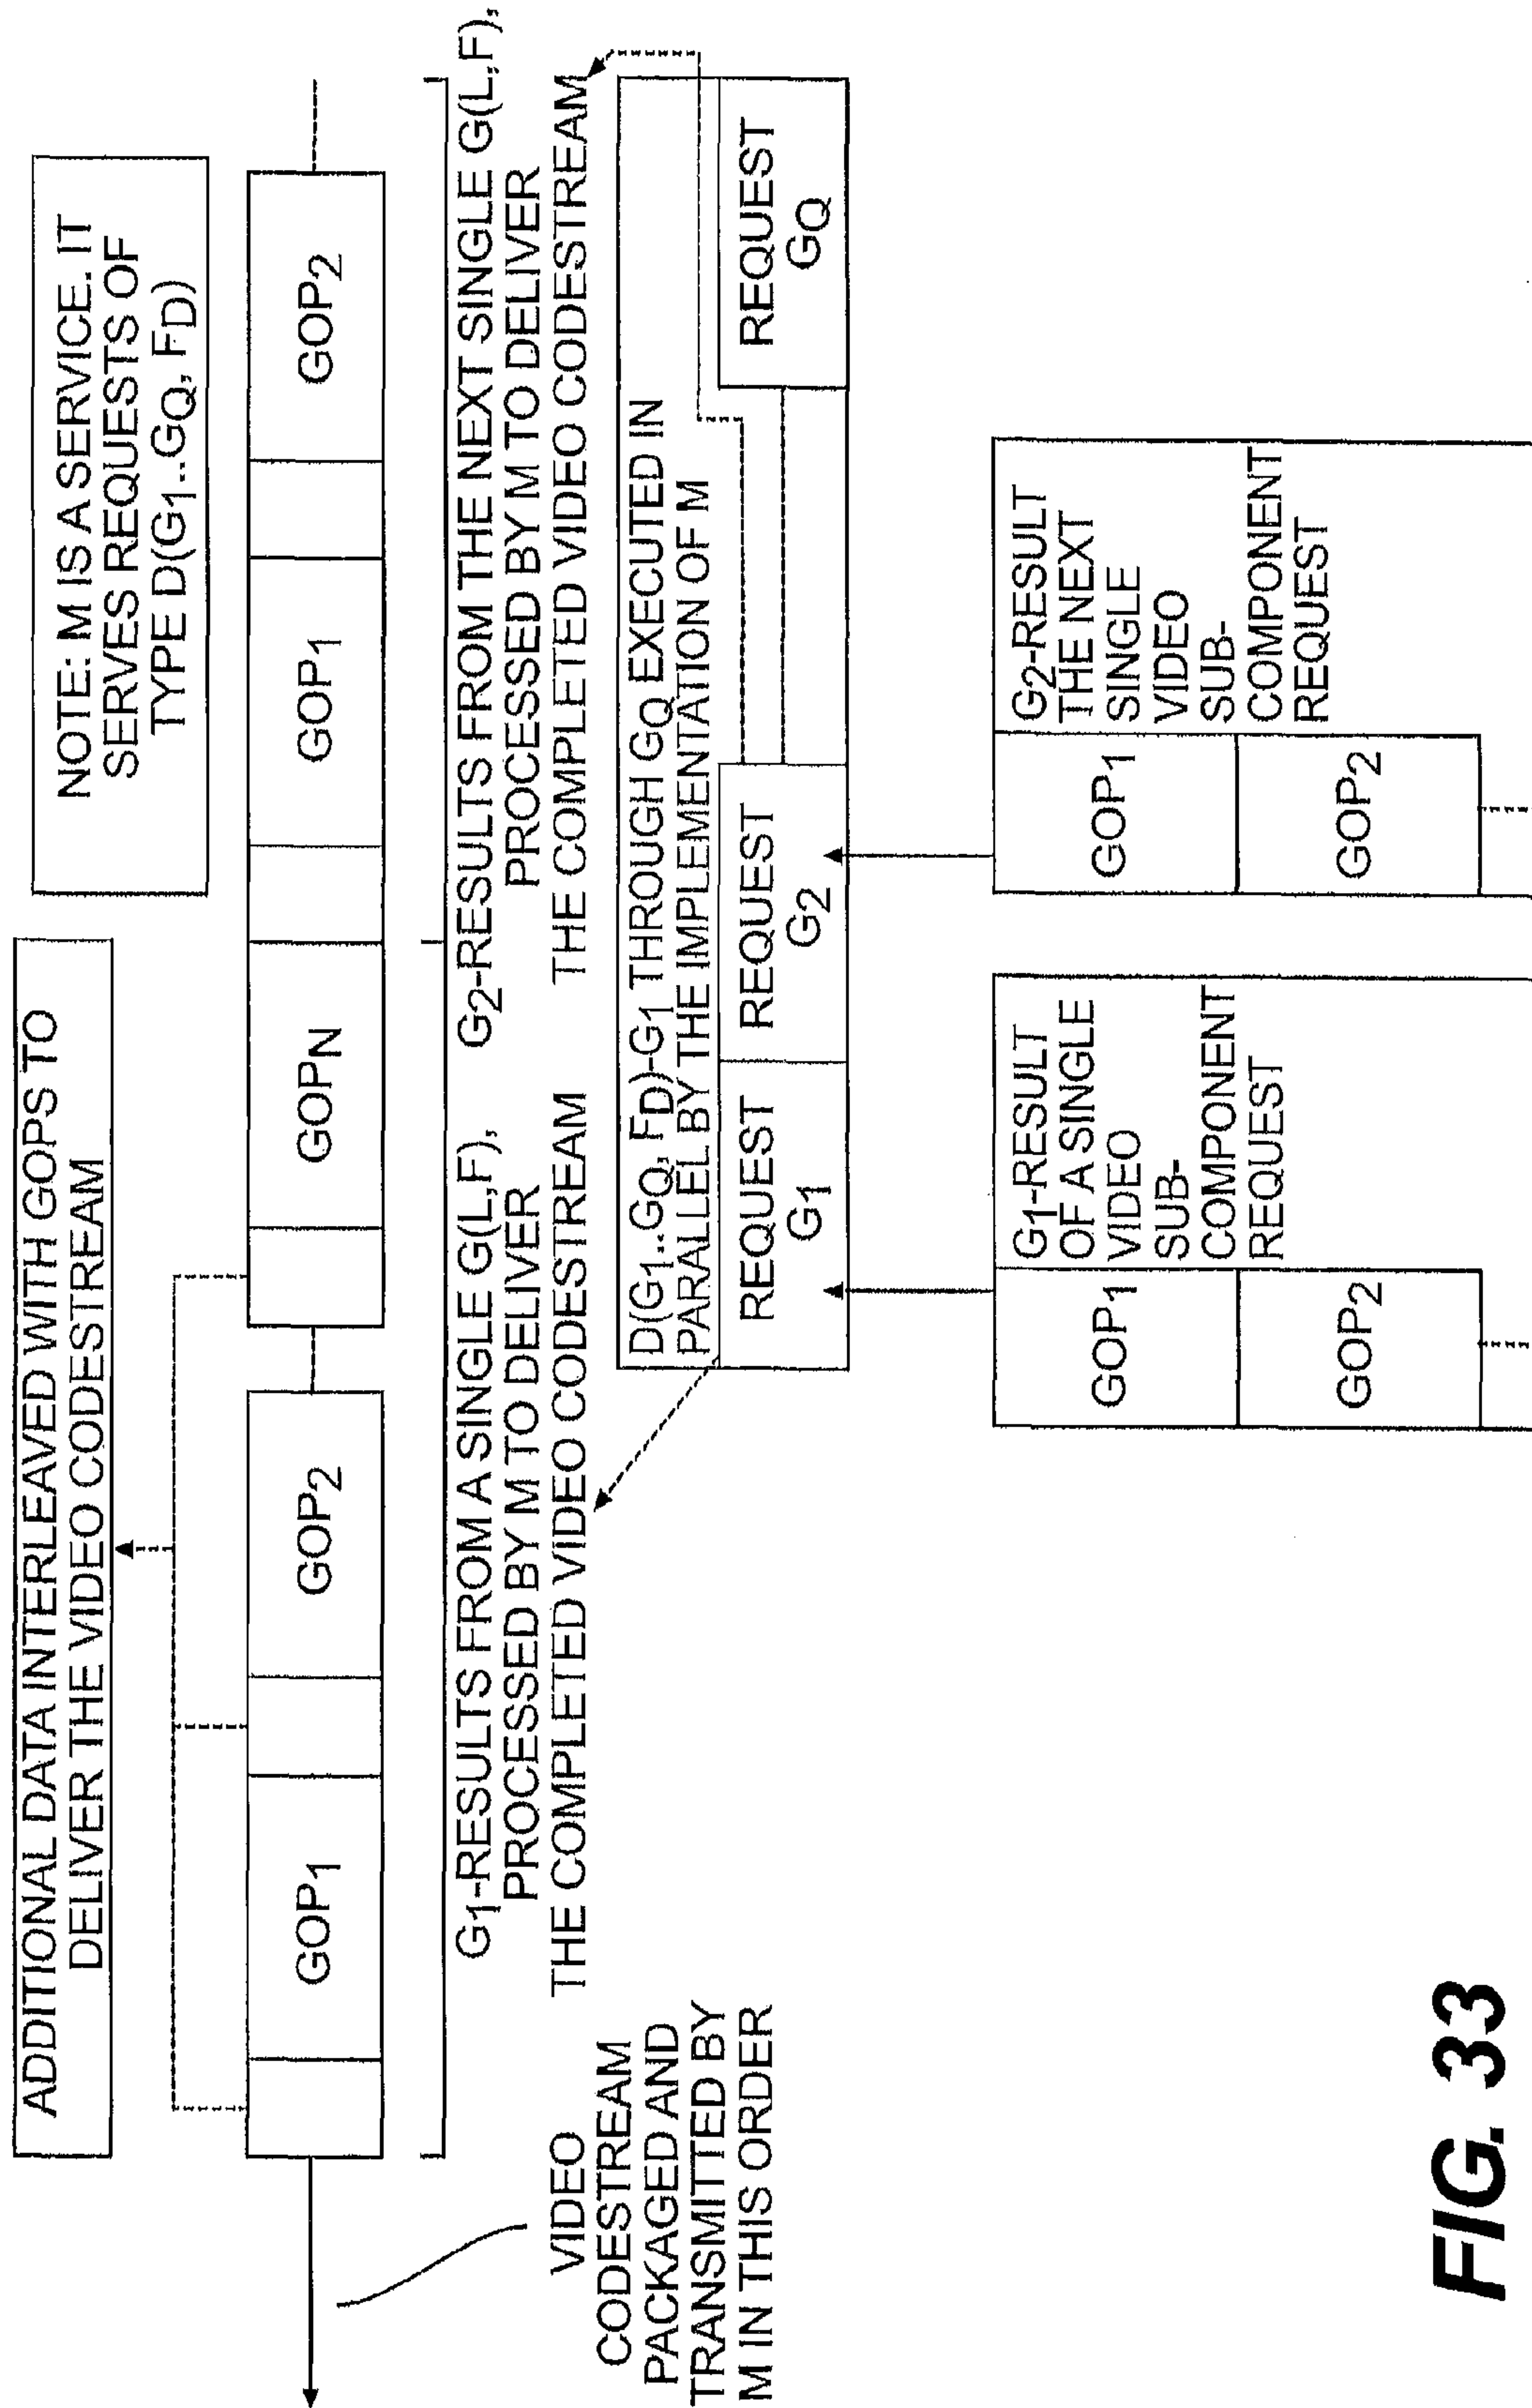 ADDITIONAL DATA INTERLEAVED WITH GOPS TO
DELIVER THE VIDEO CODESTREAM
NOTE: M IS A SERVICE. IT
SERVES REQUESTS OF
TYPE D(G1..GQ, FD)
GOP1
GOP2
GOPN
GOP1
GOP2
G1-RESULTS FROM A SINGLE G(L,F),
PROCESSED BY M TO DELIVER
THE COMPLETED VIDEO CODESTREAM
G2-RESULTS FROM THE NEXT SINGLE G(L,F),
PROCESSED BY M TO DELIVER
THE COMPLETED VIDEO CODESTREAM
VIDEO
CODESTREAM
PACKAGED AND
TRANSMITTED BY
M IN THIS ORDER
D(G1..GQ, FD)-G1 THROUGH GQ EXECUTED IN
PARALLEL BY THE IMPLEMENTATION OF M
REQUEST
G1
REQUEST
G2
REQUEST
GQ
G1-RESULT
OF A SINGLE
VIDEO
SUB-
COMPONENT
REQUEST
GOP1
GOP2
G2-RESULT
THE NEXT
SINGLE
VIDEO
SUB-
COMPONENT
REQUEST
GOP1
GOP2
FIG. 33